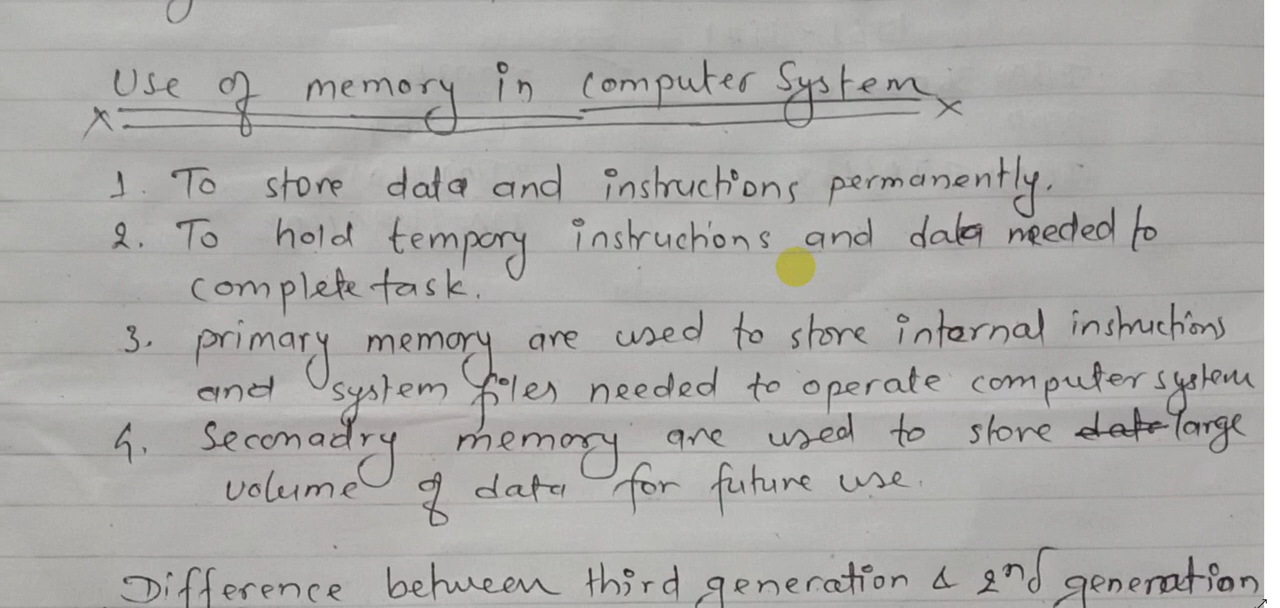 Use of memory in computer System
1. To store data and instructions permanently.
2. To hold tempory instructions and data needed to
complete task.
3. primary memory are used to store internal instructions
and system files needed to operate computer system
4. Seconadry memory are used to store date large
volume of data for future use.
Difference between third generation & 2nd generation